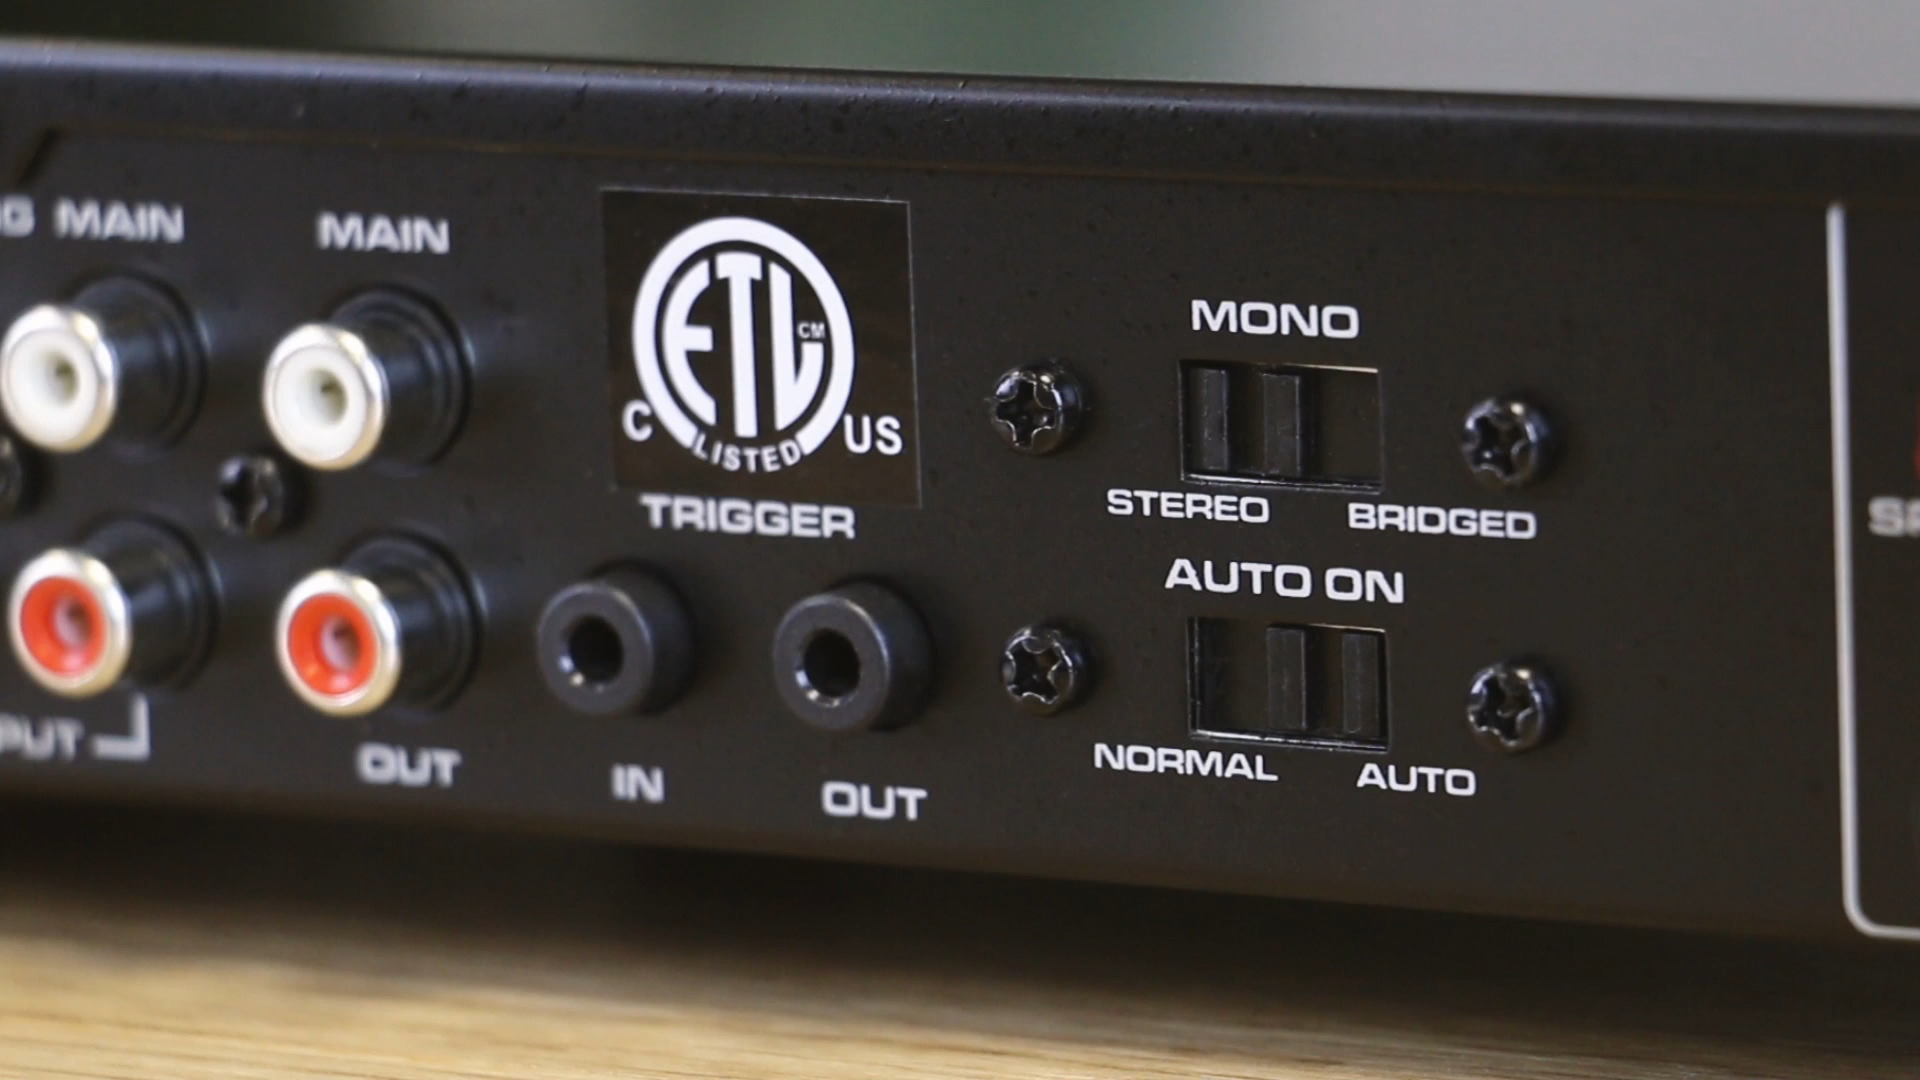 MAIN
MAIN
ETL
CM
C
LISTED
US
TRIGGER
IN
OUT
OUT
MONO
STEREO
BRIDGED
AUTO ON
NORMAL
AUTO